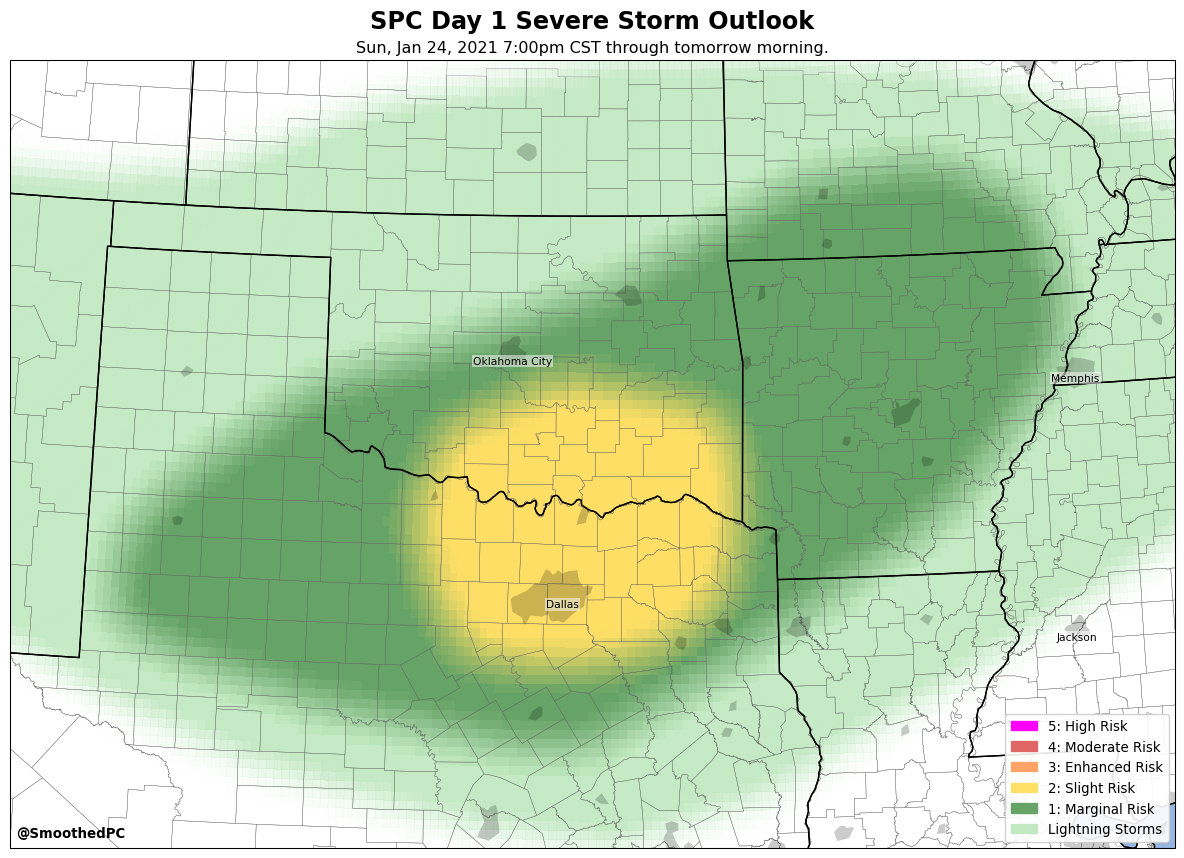 SPC Day 1 Severe Storm Outlook
Sun, Jan 24, 2021 7:00pm CST through tomorrow morning.
Oklahoma City
Memphis
Dallas
Jackson
5: High Risk
4: Moderate Risk
3: Enhanced Risk
2: Slight Risk
1: Marginal Risk
Lightning Storms
@SmoothedPC